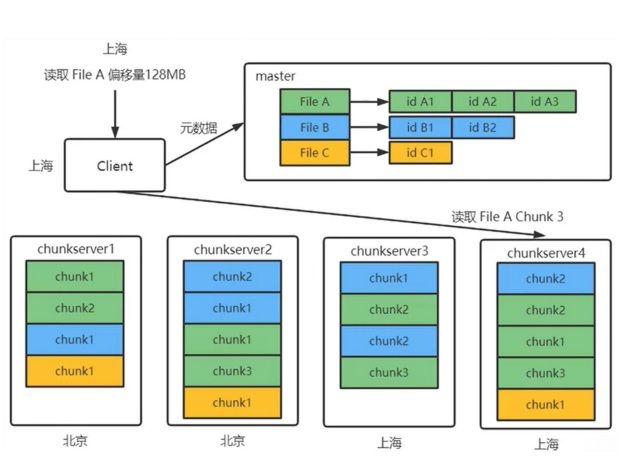 上海
读取 File A 偏移量128MB
master
File A
id A1
id A2
id A3
元数据
File B
id B1
id B2
File C
id C1
上海
Client
读取 File A Chunk 3
chunkserver1
chunk1
chunk2
chunk1
chunk1
北京
chunkserver2
chunk2
chunk1
chunk1
chunk3
chunk1
北京
chunkserver3
chunk1
chunk2
chunk2
chunk3
上海
chunkserver4
chunk2
chunk2
chunk1
chunk3
chunk1
上海